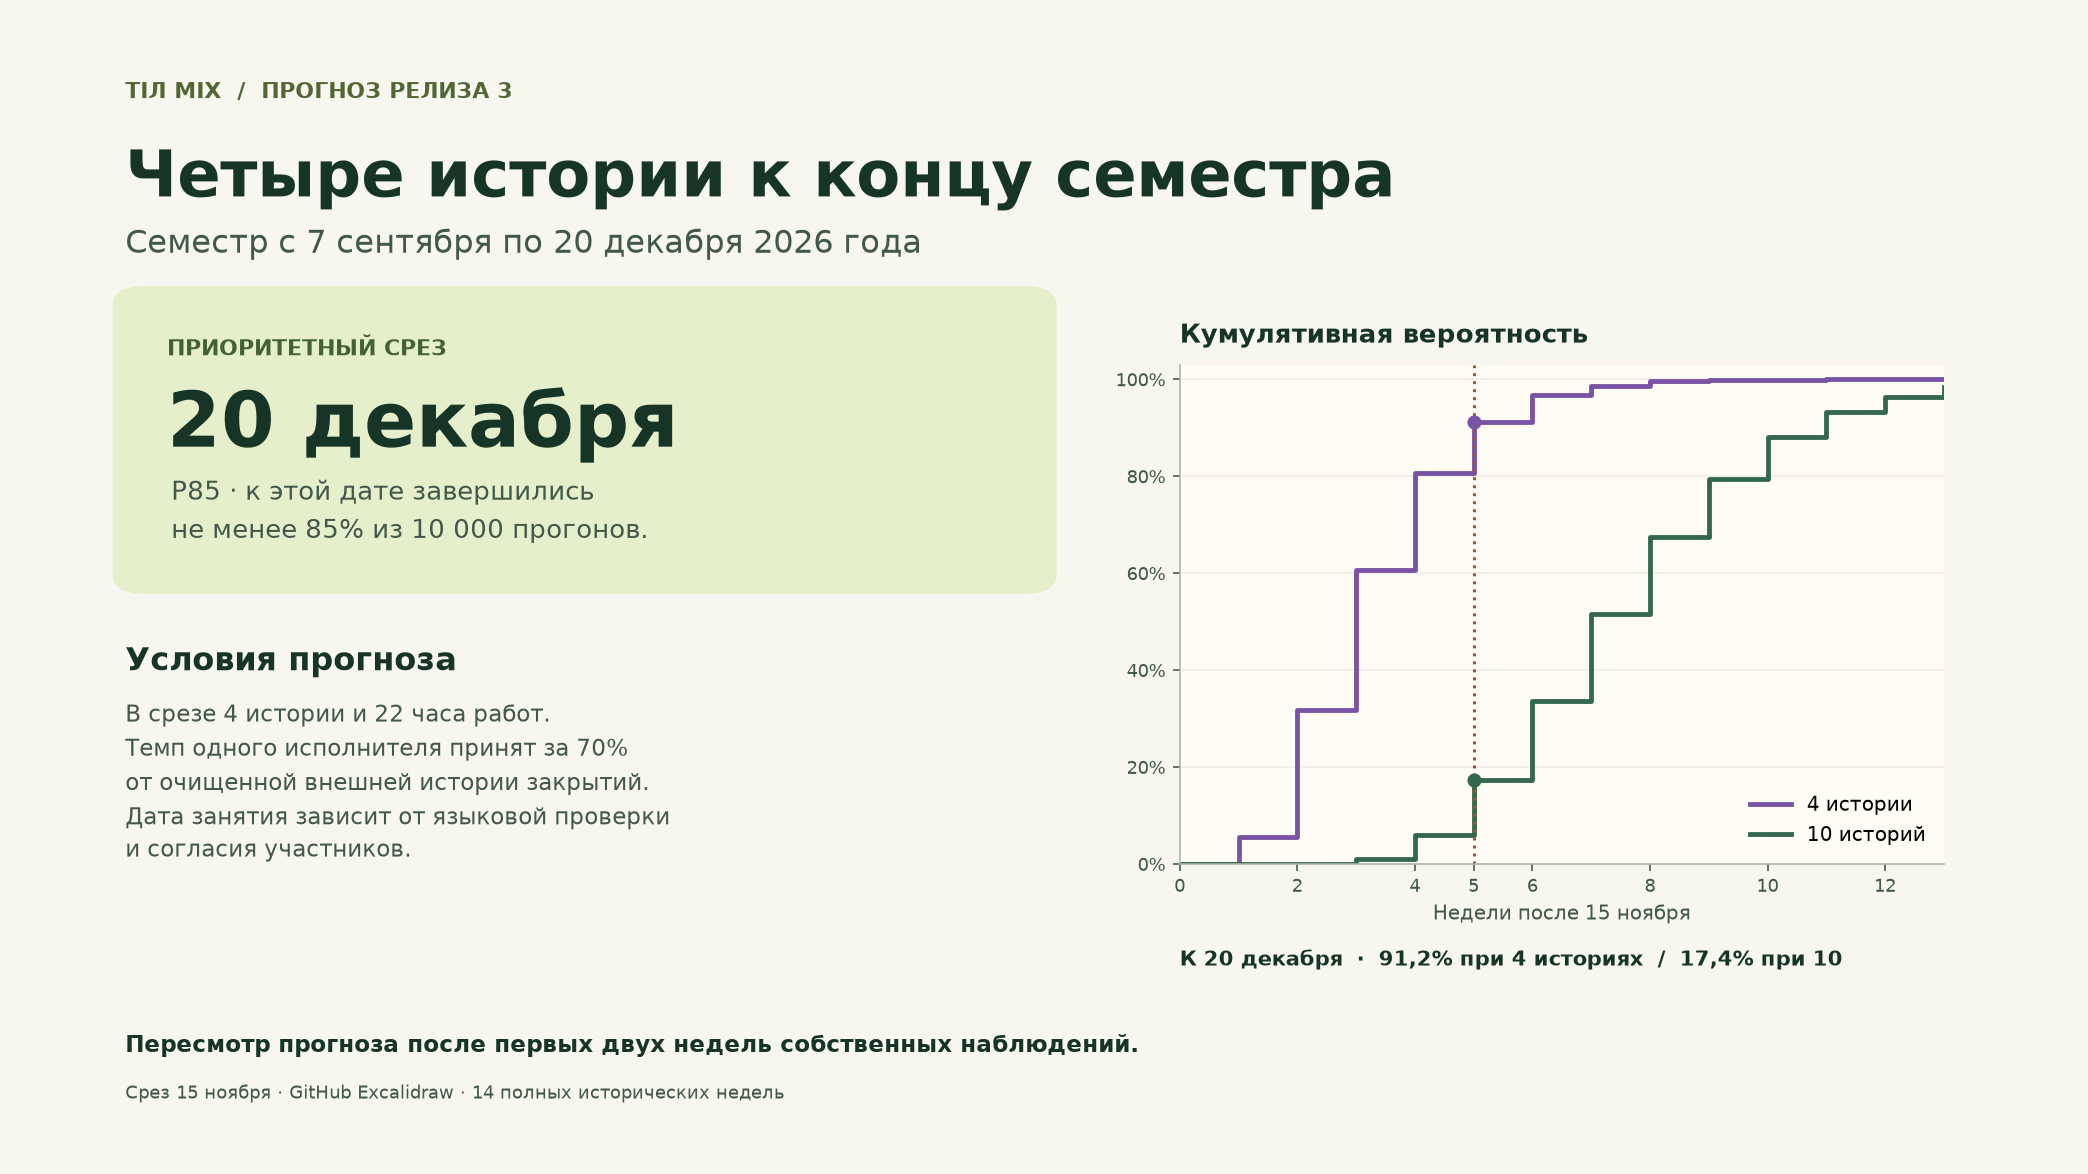 ТІЛ MIX / ПРОГНОЗ РЕЛИЗА 3
Четыре истории к концу семестра
Семестр с 7 сентября по 20 декабря 2026 года
ПРИОРИТЕТНЫЙ СРЕЗ
20 декабря
P85 · к этой дате завершились
не менее 85% из 10 000 прогонов.
Условия прогноза
В срезе 4 истории и 22 часа работ.
Темп одного исполнителя принят за 70%
от очищенной внешней истории закрытий.
Дата занятия зависит от языковой проверки
и согласия участников.
Кумулятивная вероятность
100%
80%
60%
40%
20%
0%
4 истории
10 историй
0 2 4 5 6 8 10 12
Недели после 15 ноября
К 20 декабря · 91,2% при 4 историях / 17,4% при 10
Пересмотр прогноза после первых двух недель собственных наблюдений.
Срез 15 ноября · GitHub Excalidraw · 14 полных исторических недель